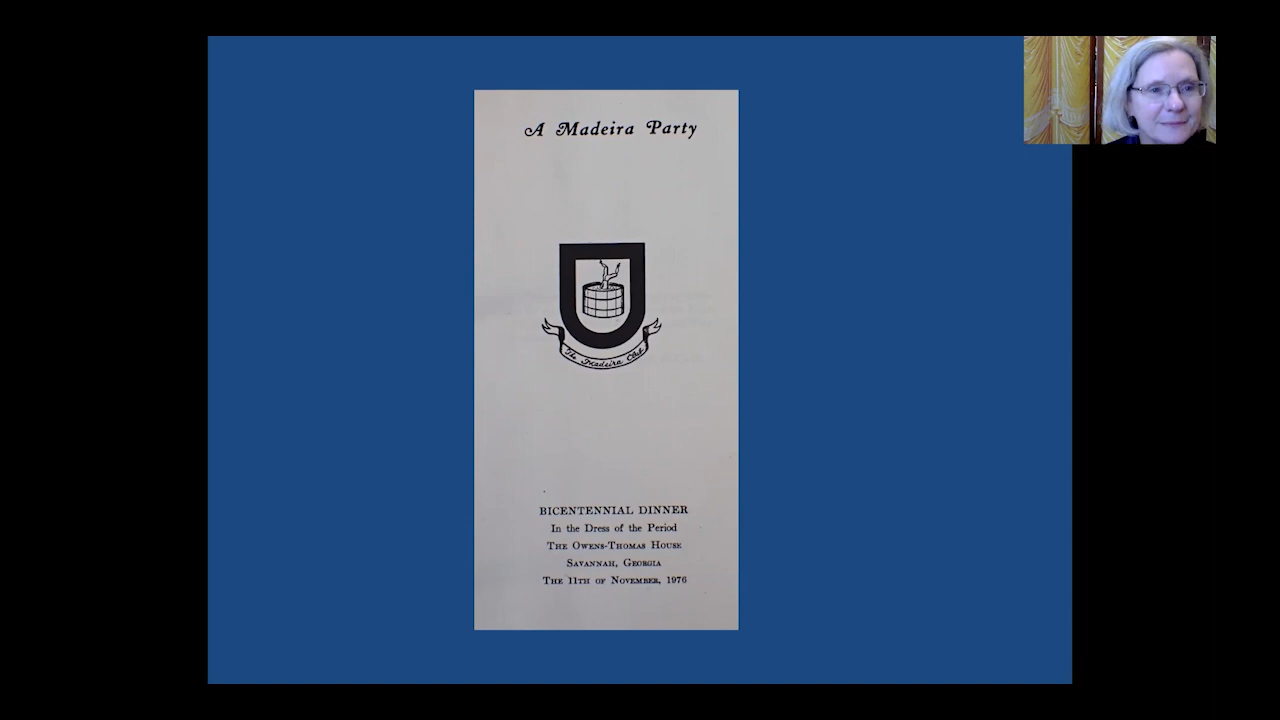 A Madeira Party
The Madeira Club
BICENTENNIAL DINNER
In the Dress of the Period
THE OWENS-THOMAS HOUSE
SAVANNAH, GEORGIA
THE 11TH OF NOVEMBER, 1976